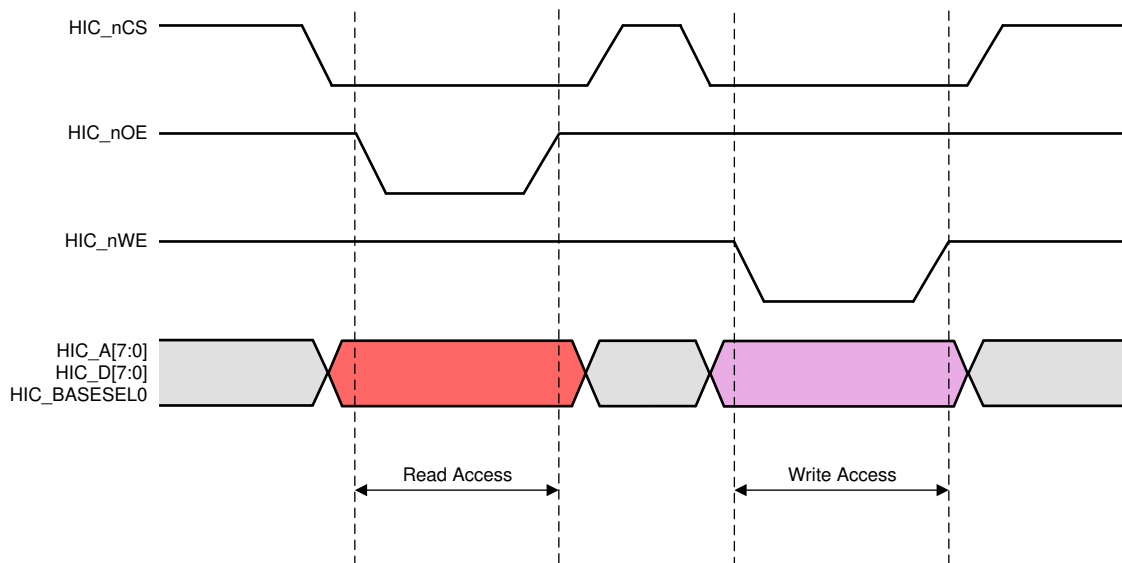 HIC_nCS
HIC_nOE
HIC_nWE
HIC_A[7:0]
HIC_D[7:0]
HIC_BASESEL0
Read Access
Write Access